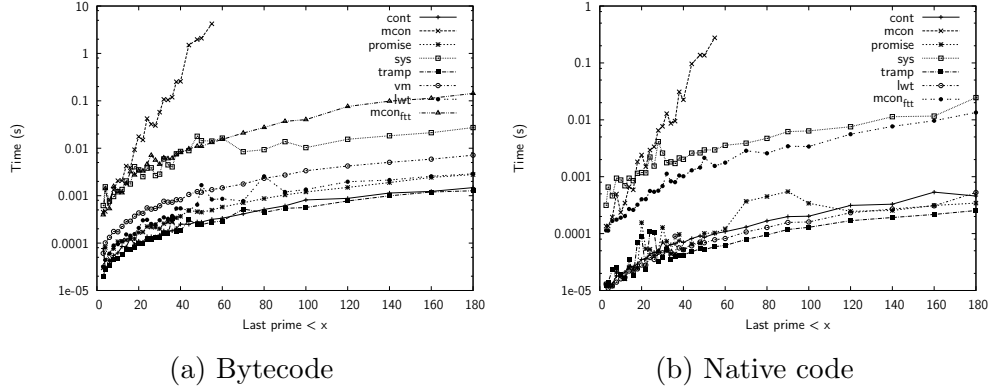 10
1
0.1
0.01
0.001
0.0001
1e-05
Time (s)
0 20 40 60 80 100 120 140 160 180
Last prime < x
cont
mcon
promise
sys
tramp
vm
lwt
mcon_ftt
(a) Bytecode
1
0.1
0.01
0.001
0.0001
1e-05
Time (s)
0 20 40 60 80 100 120 140 160 180
Last prime < x
cont
mcon
promise
sys
tramp
lwt
mcon_ftt
(b) Native code